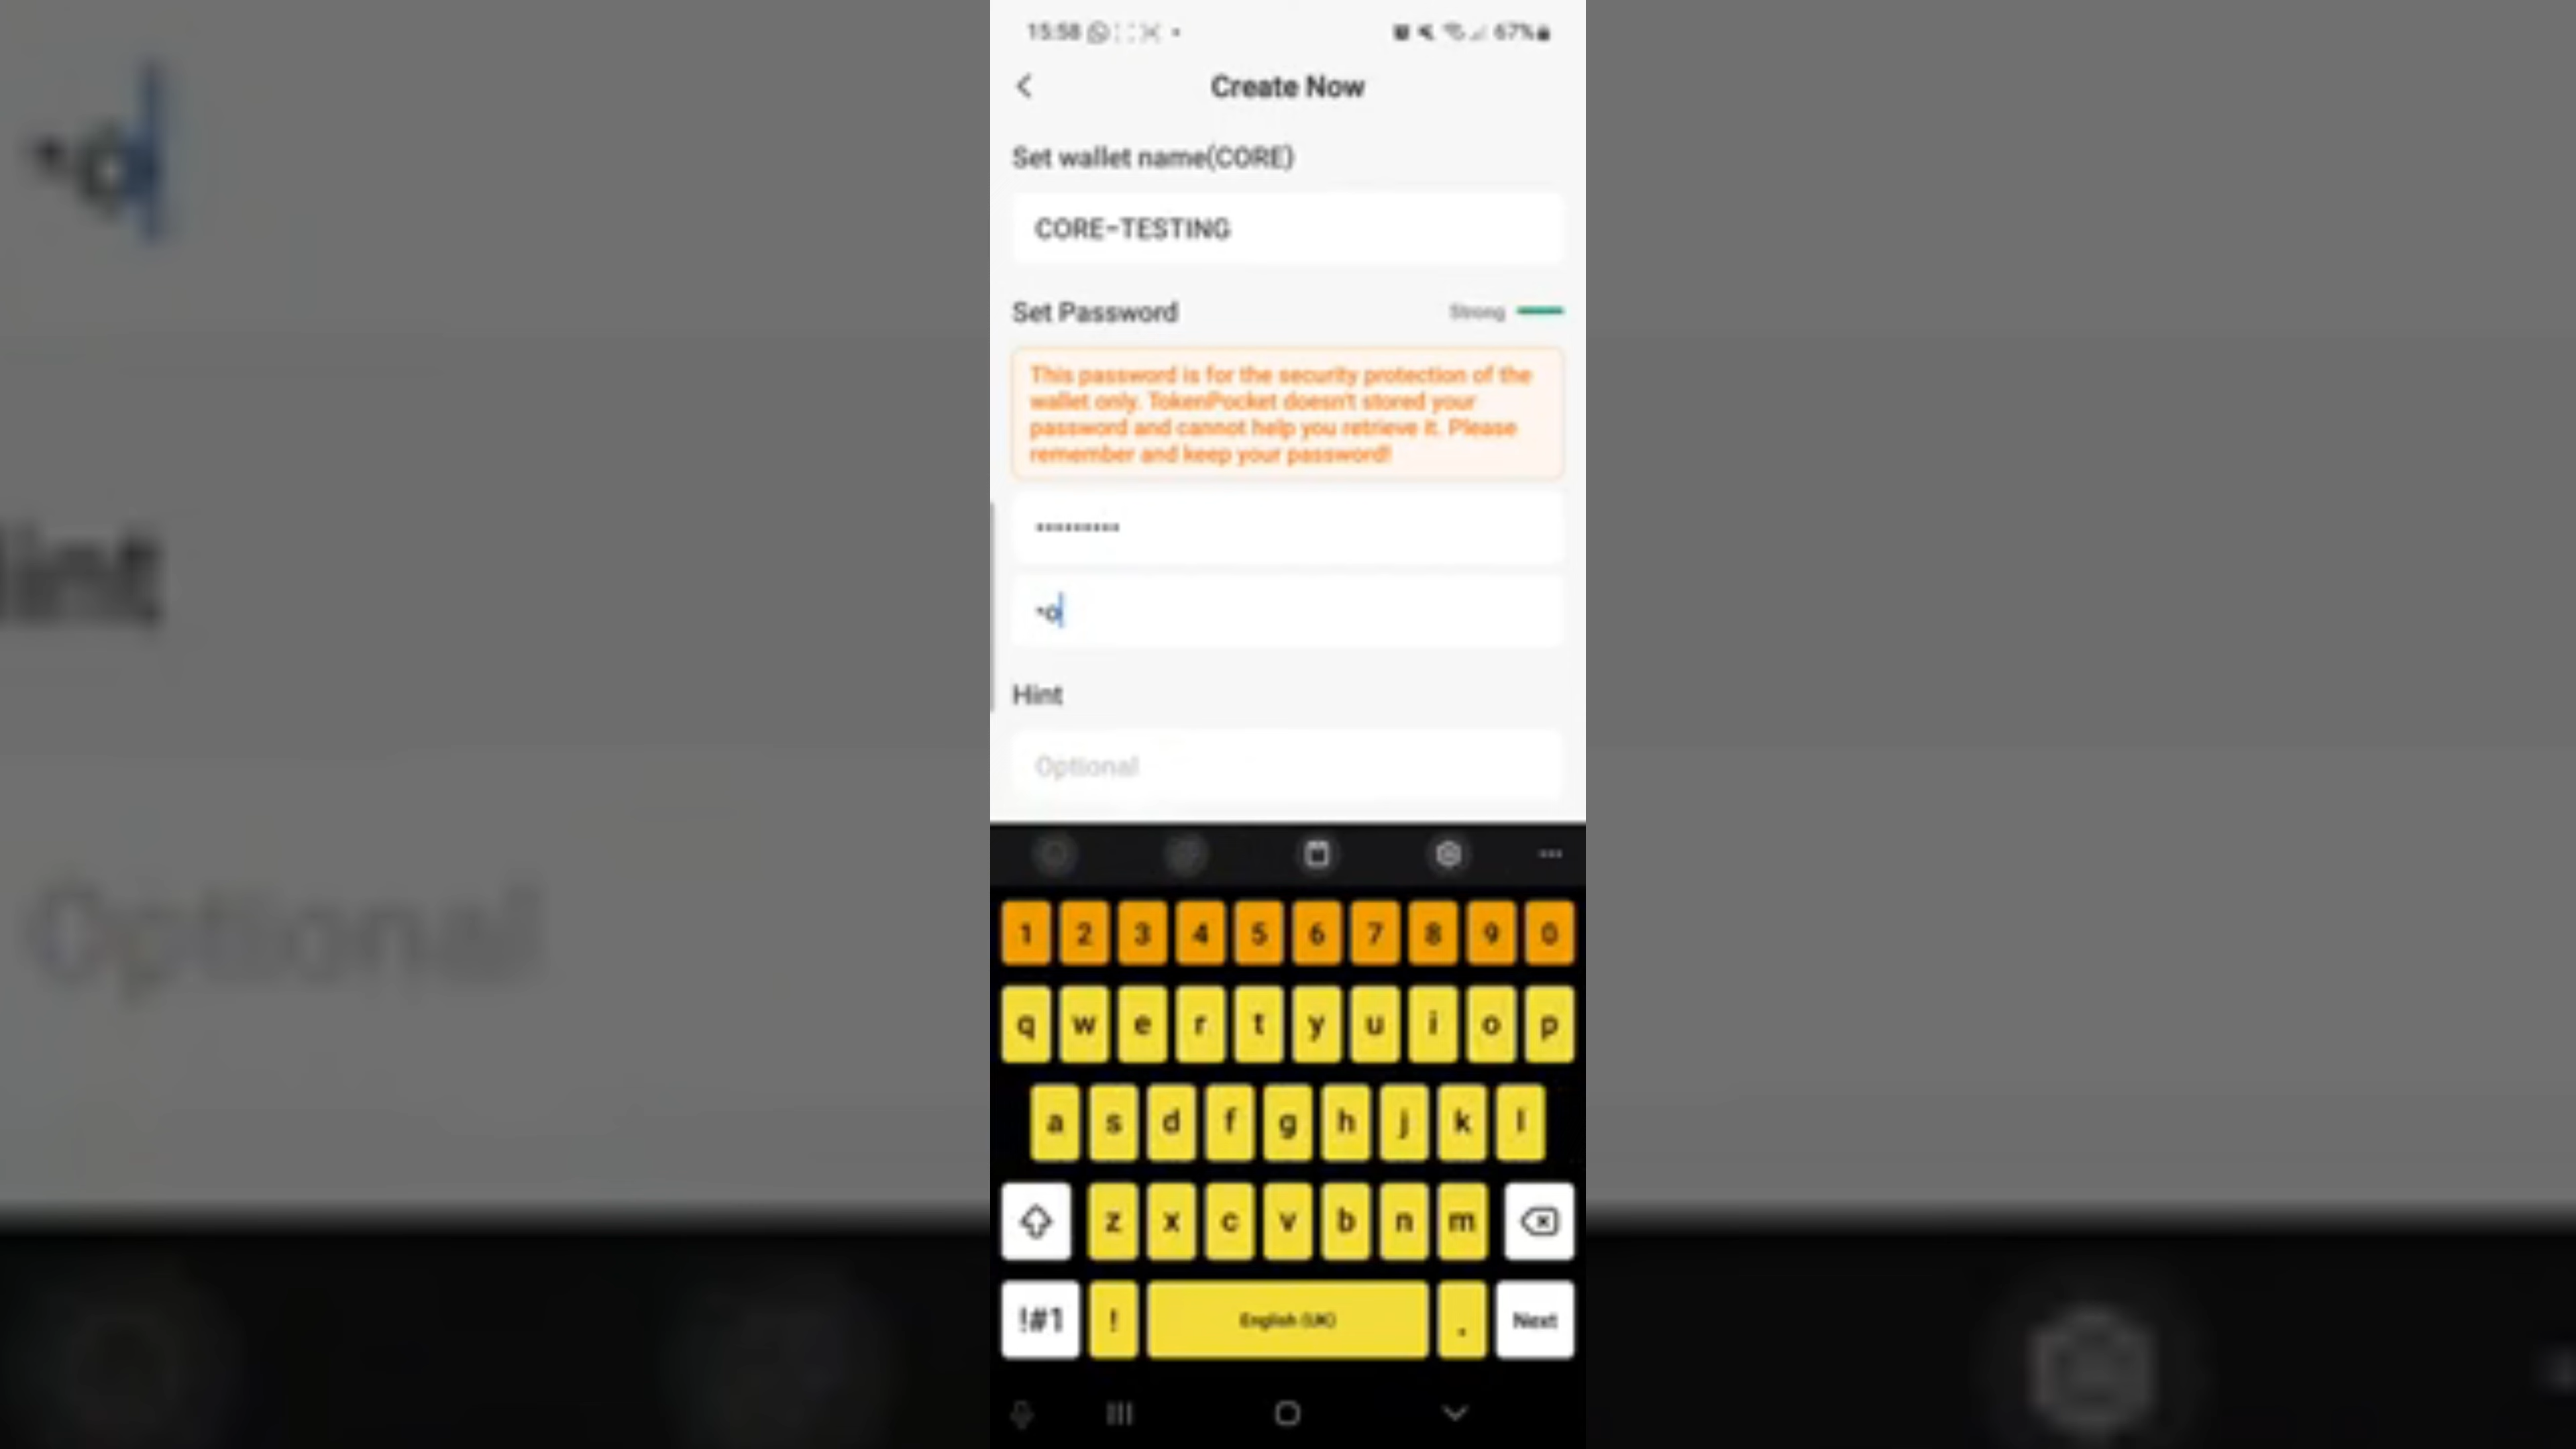 15:58
67%
Create Now
Set wallet name(CORE)
CORE-TESTING
Set Password
Strong
This password is for the security protection of the
wallet only. TokenPocket doesn't stored your
password and cannot help you retrieve it. Please
remember and keep your password!
••••••••••
•o
Hint
Optional
1 2 3 4 5 6 7 8 9 0
q w e r t y u i o p
a s d f g h j k l
z x c v b n m
!#1 ! English (UK) . Next
int
Optional